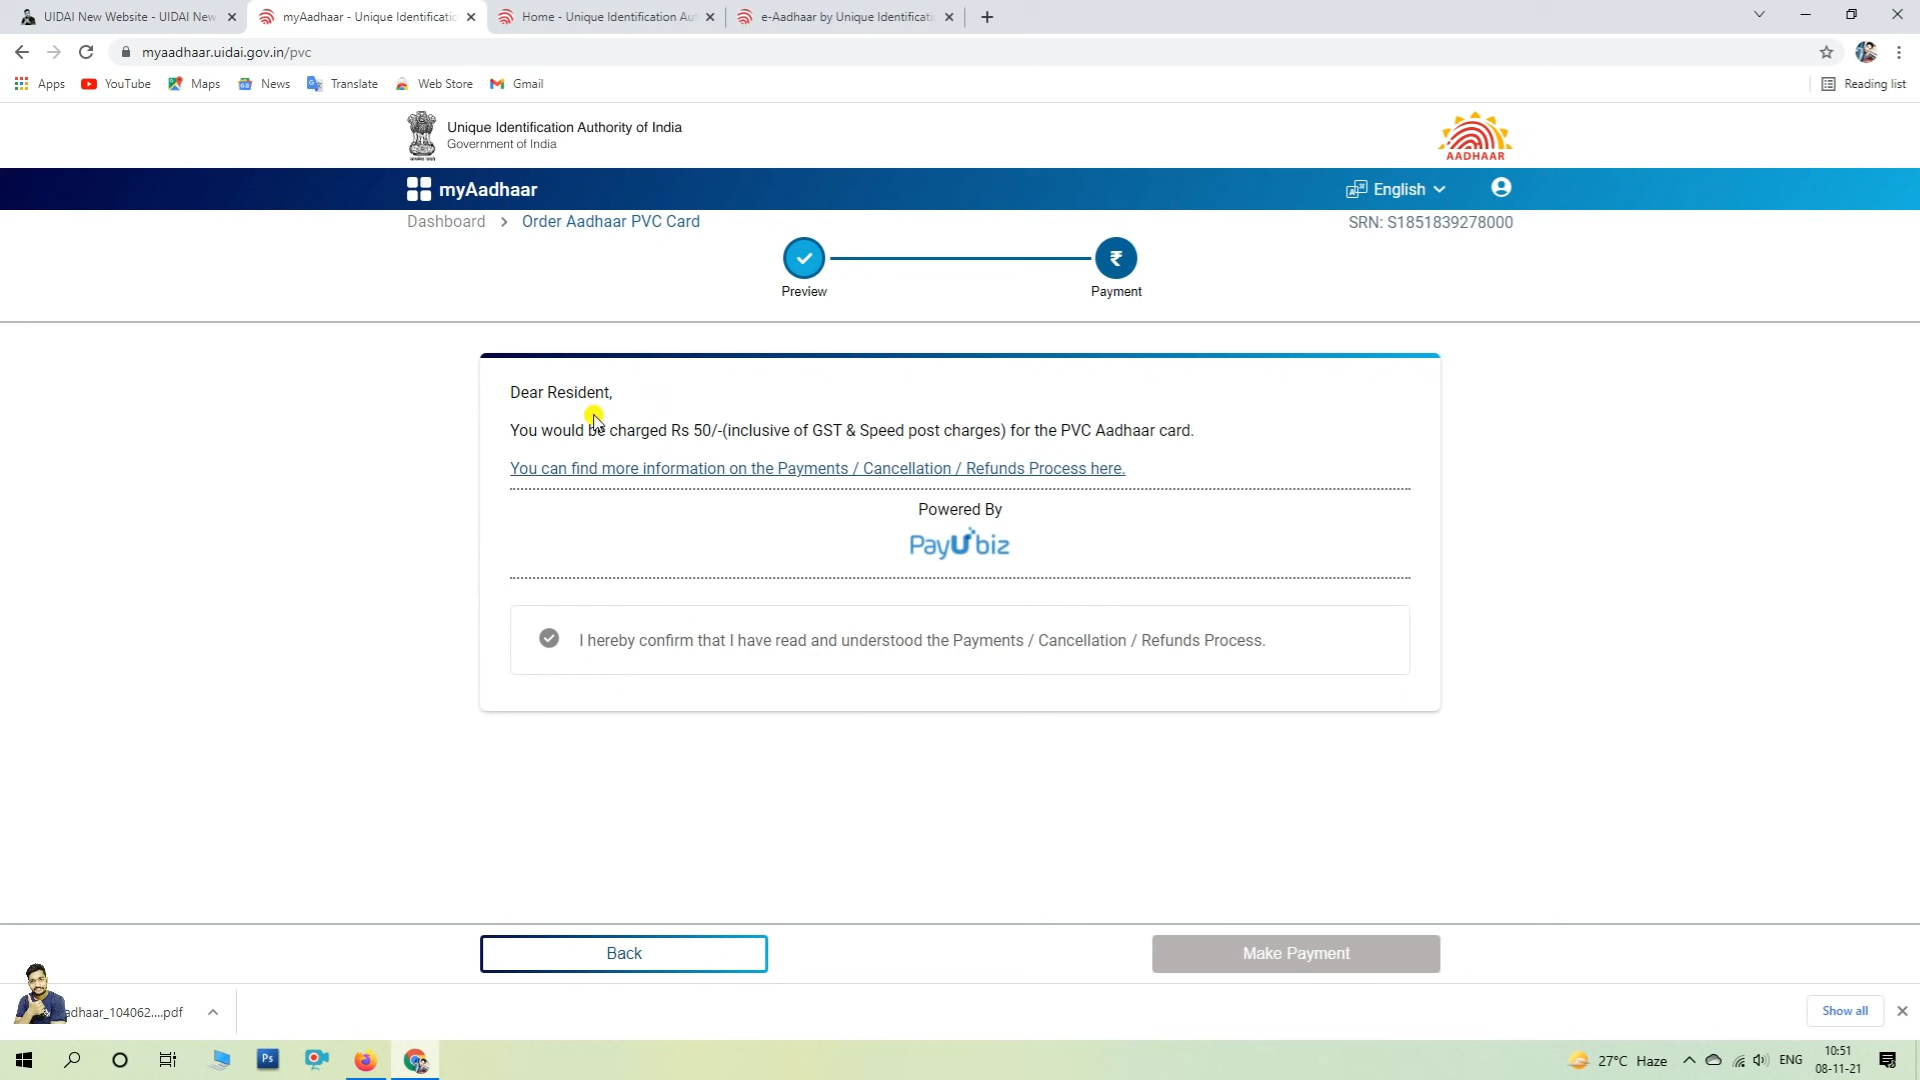 UIDAI New Website - UIDAI New
myAadhaar - Unique Identificatio
Home - Unique Identification Au
e-Aadhaar by Unique Identificati
myaadhaar.uidai.gov.in/pvc
Apps
YouTube
Maps
News
Translate
Web Store
Gmail
Reading list
Unique Identification Authority of India
Government of India
AADHAAR
myAadhaar
English
Dashboard > Order Aadhaar PVC Card
SRN: S1851839278000
Preview
Payment
Dear Resident,
You would be charged Rs 50/-(inclusive of GST & Speed post charges) for the PVC Aadhaar card.
You can find more information on the Payments / Cancellation / Refunds Process here.
Powered By
PayUbiz
I hereby confirm that I have read and understood the Payments / Cancellation / Refunds Process.
Back
Make Payment
adhaar_104062....pdf
Show all
Ps
27°C Haze
ENG
10:51
08-11-21